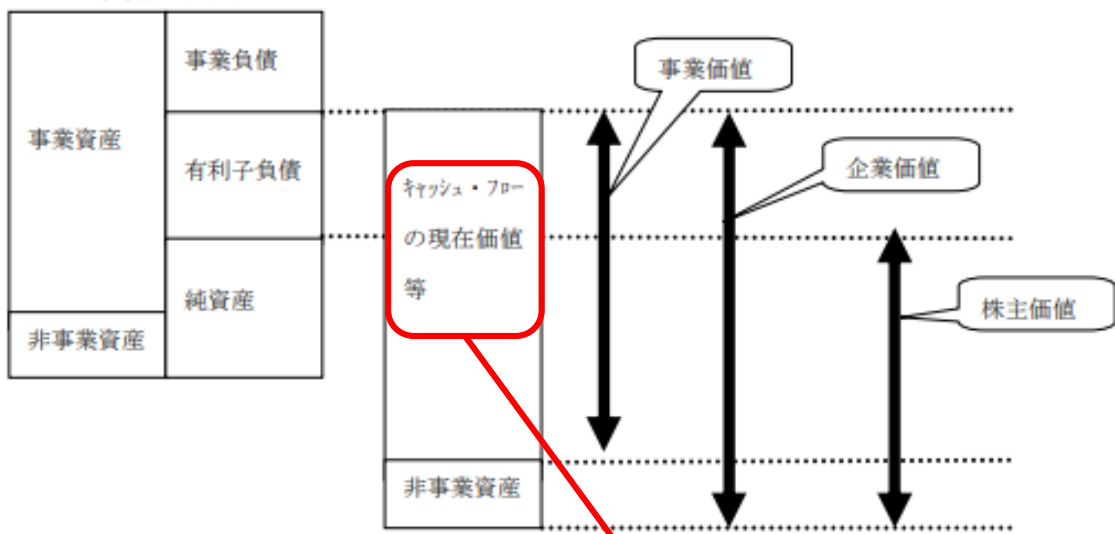 事業資産
非事業資産
事業負債
有利子負債
純資産
ｷｬｯｼｭ・ﾌﾛｰ
の現在価値
等
非事業資産
事業価値
企業価値
株主価値